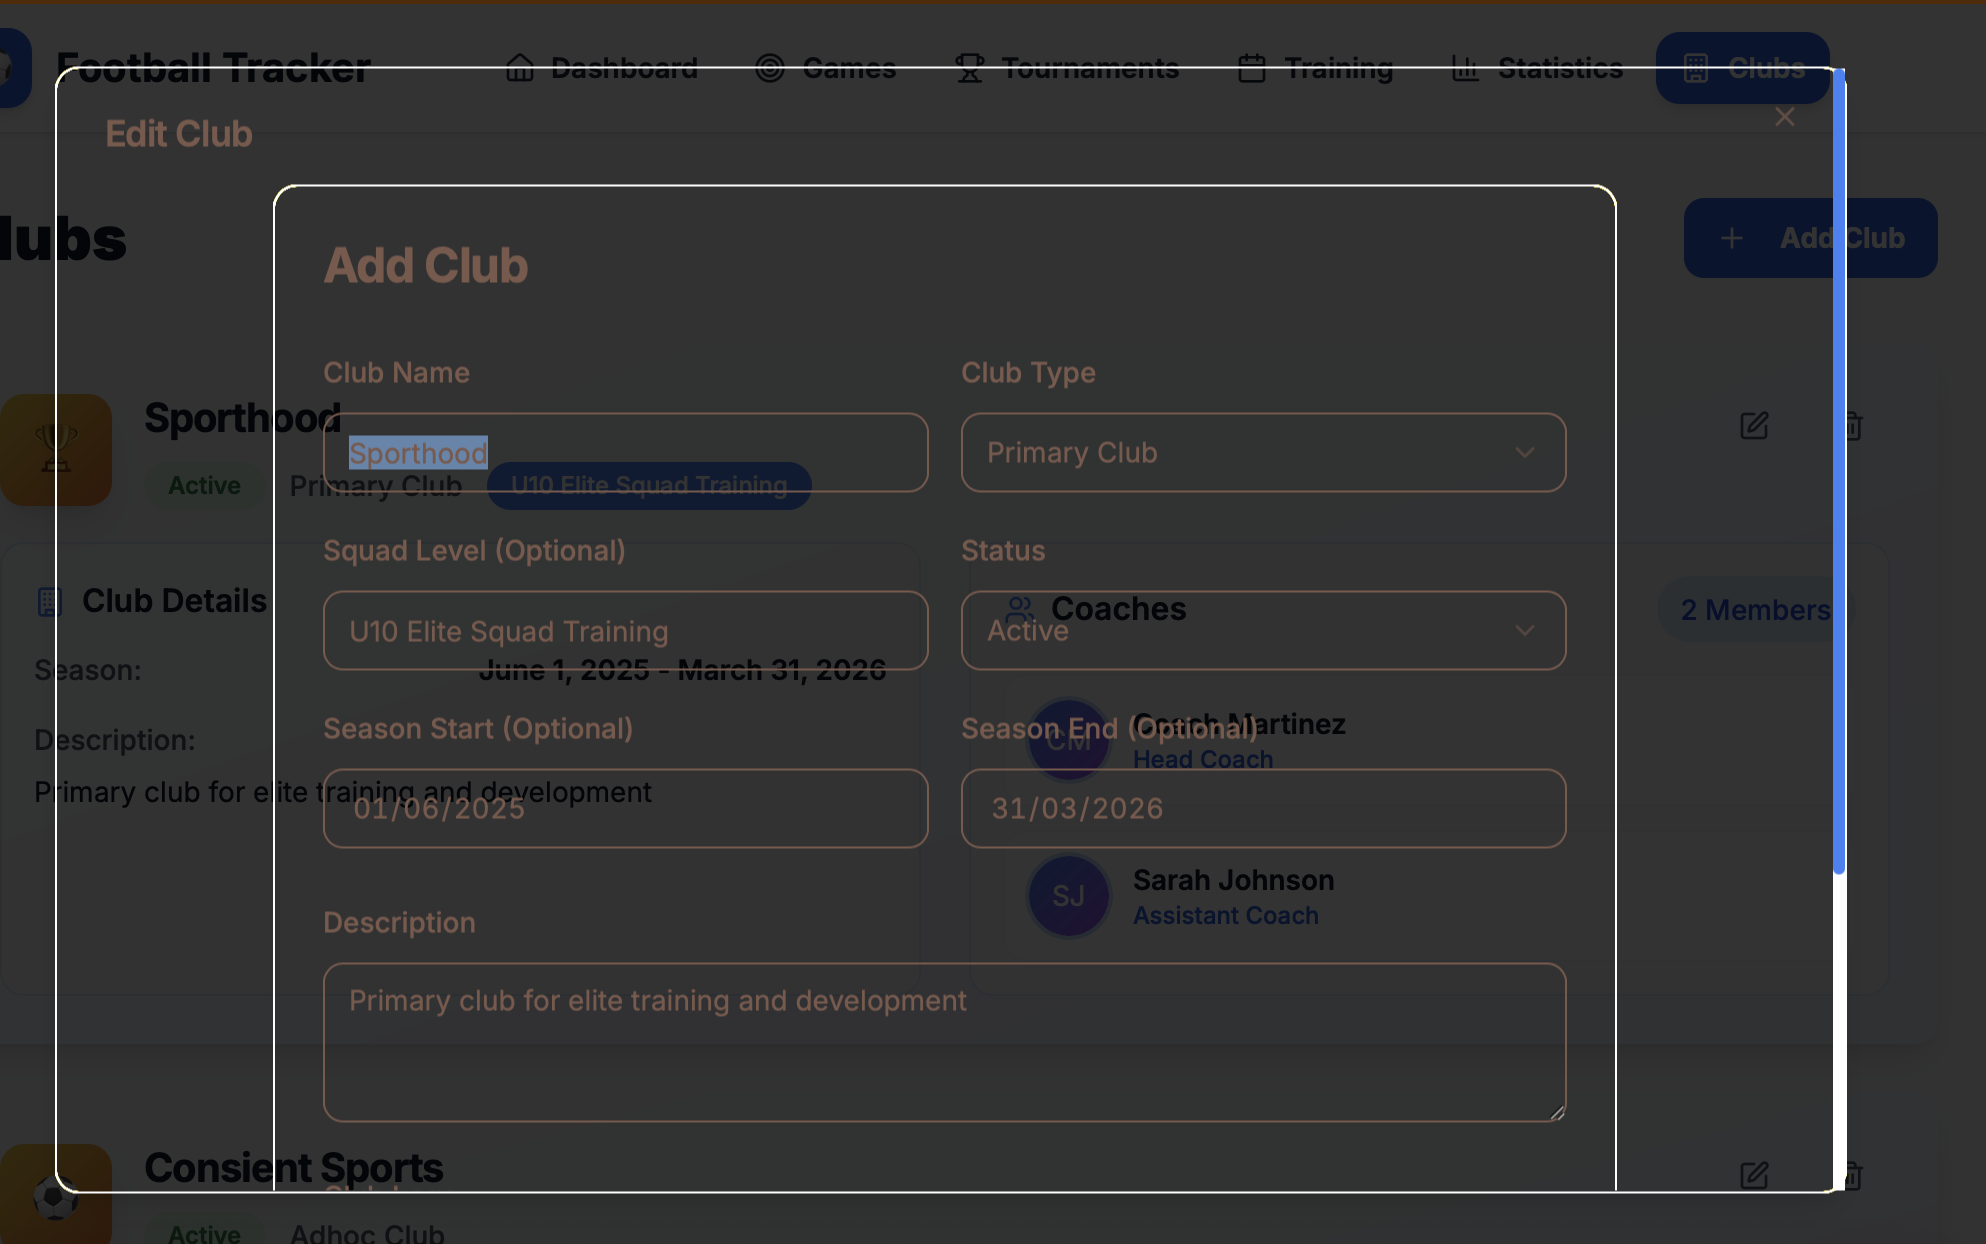 Football Tracker
Dashboard
Games
Tournaments
Training
Statistics
Clubs
Edit Club
lubs
Add Club
Add Club
Club Name
Club Type
Sporthood
Sporthood
Primary Club
Active
Primary Club
U10 Elite Squad Training
Squad Level (Optional)
Status
Club Details
Coaches
2 Members
U10 Elite Squad Training
Active
Season:
June 1, 2025 - March 31, 2026
Season Start (Optional)
Season End (Optional)
CM
Coach Martinez
Head Coach
Description:
Primary club for elite training and development
01/06/2025
31/03/2026
SJ
Sarah Johnson
Assistant Coach
Description
Primary club for elite training and development
Consient Sports
Active
Adhoc Club